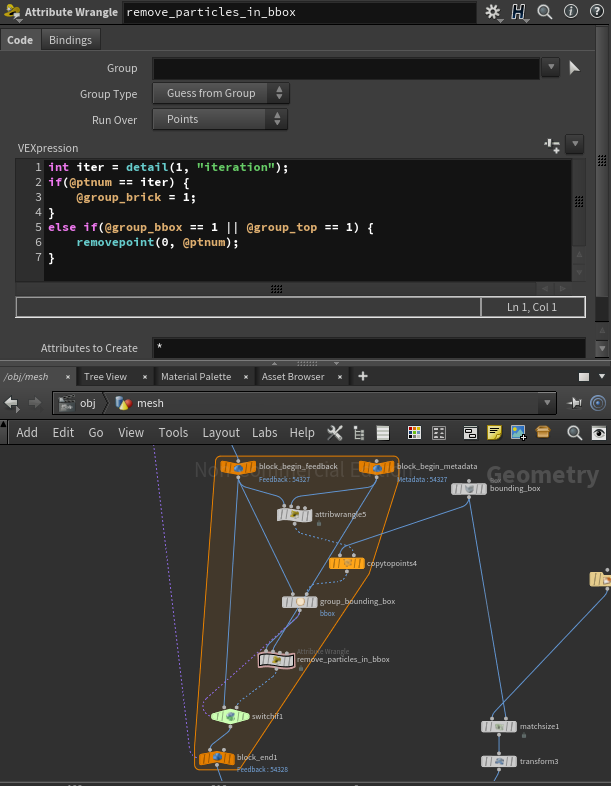 Attribute Wrangle remove_particles_in_bbox
Code Bindings
Group
Group Type Guess from Group
Run Over Points
VEXpression
1 int iter = detail(1, "iteration");
2 if(@ptnum == iter) {
3 @group_brick = 1;
4 }
5 else if(@group_bbox == 1 || @group_top == 1) {
6 removepoint(0, @ptnum);
7 }
Ln 1, Col 1
Attributes to Create *
/obj/mesh × Tree View × Material Palette × Asset Browser × +
obj mesh
Add Edit Go View Tools Layout Labs Help
Geometry
block_begin_feedback
Feedback : 54327
block_begin_metadata
Metadata : 54327
bounding_box
attribwrangle5
copytopoints4
group_bounding_box
bbox
Attribute Wrangle
remove_particles_in_bbox
switchif1
matchsize1
block_end1
Feedback : 54328
transform3